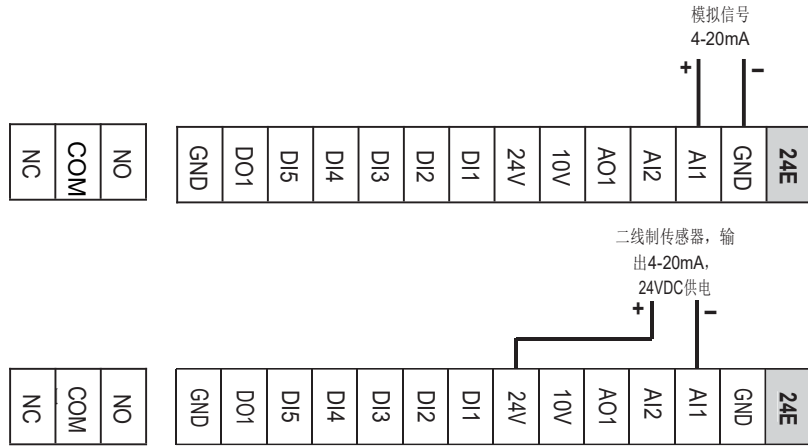 模拟信号
4-20mA
+ −
NC COM NO GND DO1 DI5 DI4 DI3 DI2 DI1 24V 10V AO1 AI2 AI1 GND 24E
二线制传感器，输
出4-20mA，
24VDC供电
+ −
NC COM NO GND DO1 DI5 DI4 DI3 DI2 DI1 24V 10V AO1 AI2 AI1 GND 24E